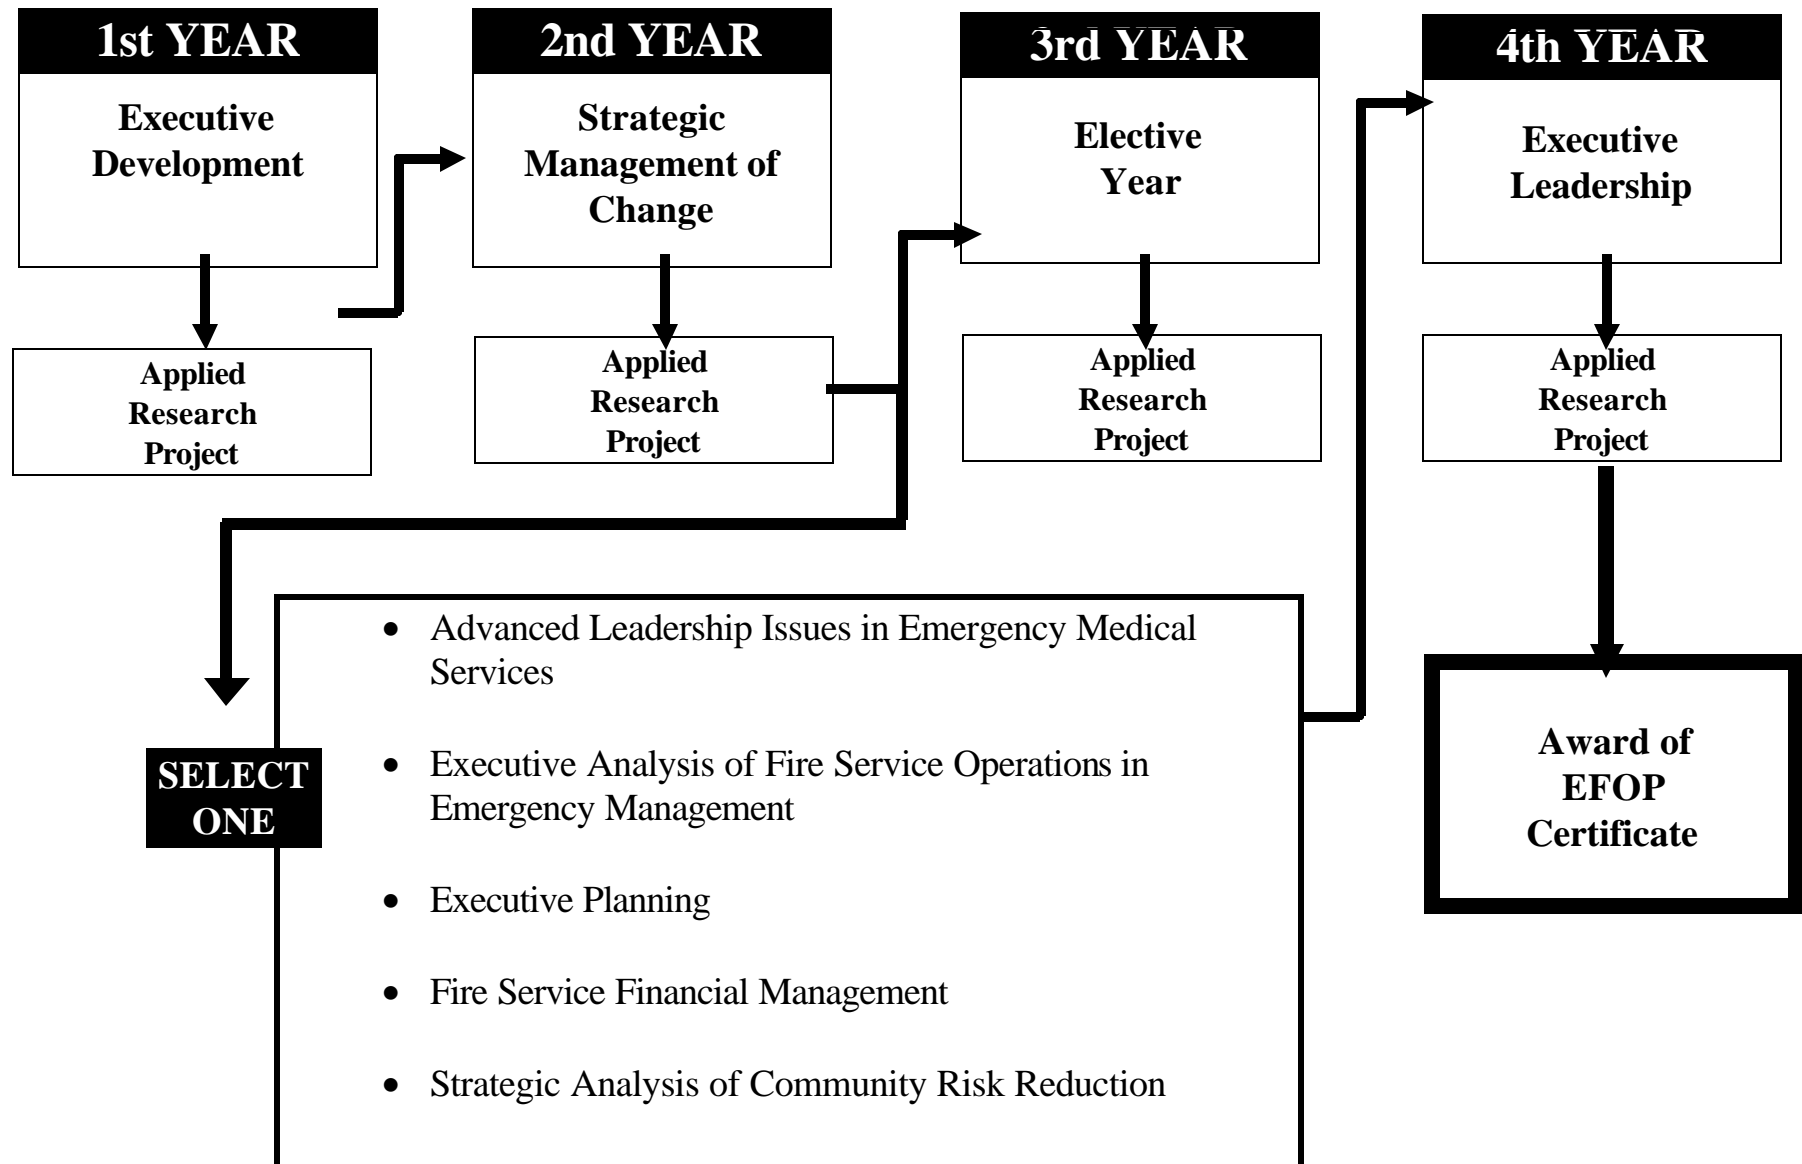 1st YEAR
Executive
Development
Applied
Research
Project
2nd YEAR
Strategic
Management of
Change
Applied
Research
Project
3rd YEAR
Elective
Year
Applied
Research
Project
4th YEAR
Executive
Leadership
Applied
Research
Project
SELECT
ONE
• Advanced Leadership Issues in Emergency Medical
Services
• Executive Analysis of Fire Service Operations in
Emergency Management
• Executive Planning
• Fire Service Financial Management
• Strategic Analysis of Community Risk Reduction
Award of
EFOP
Certificate